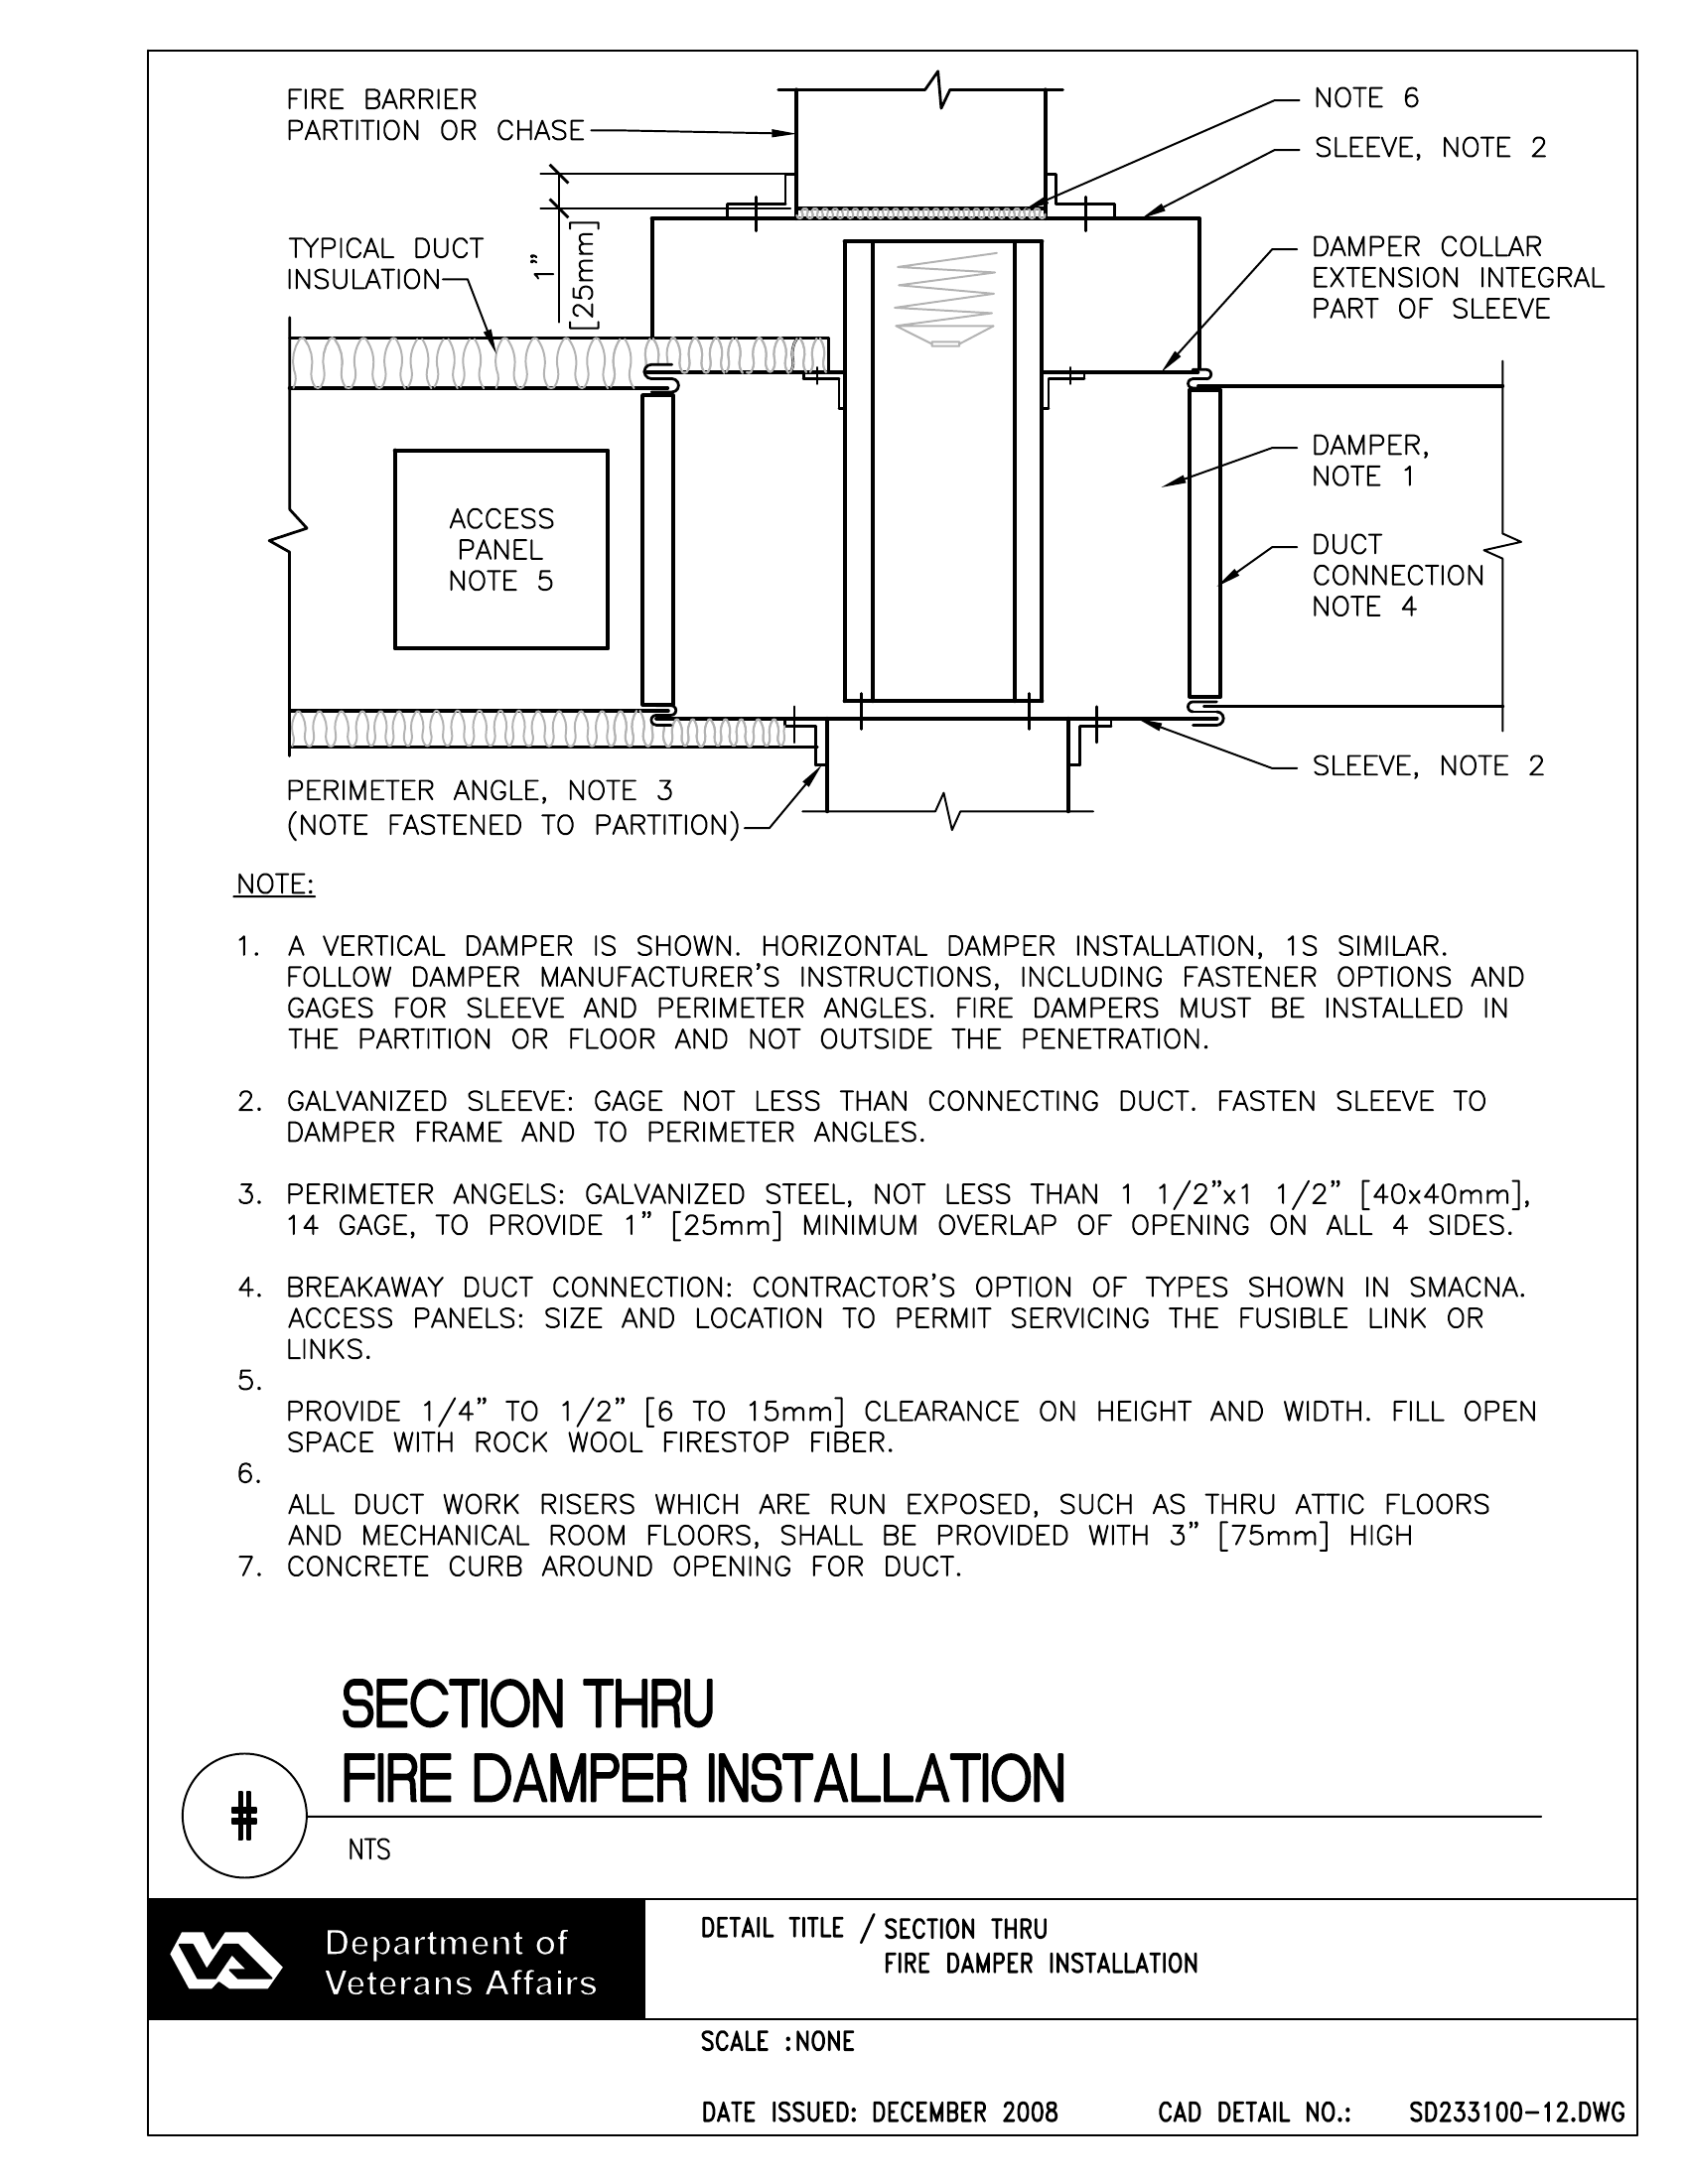 FIRE BARRIER
PARTITION OR CHASE
NOTE 6
SLEEVE, NOTE 2
TYPICAL DUCT
INSULATION
1"
[25mm]
DAMPER COLLAR
EXTENSION INTEGRAL
PART OF SLEEVE
ACCESS
PANEL
NOTE 5
DAMPER,
NOTE 1
DUCT
CONNECTION
NOTE 4
SLEEVE, NOTE 2
PERIMETER ANGLE, NOTE 3
(NOTE FASTENED TO PARTITION)
NOTE:
1. A VERTICAL DAMPER IS SHOWN. HORIZONTAL DAMPER INSTALLATION, 1S SIMILAR.
FOLLOW DAMPER MANUFACTURER'S INSTRUCTIONS, INCLUDING FASTENER OPTIONS AND
GAGES FOR SLEEVE AND PERIMETER ANGLES. FIRE DAMPERS MUST BE INSTALLED IN
THE PARTITION OR FLOOR AND NOT OUTSIDE THE PENETRATION.
2. GALVANIZED SLEEVE: GAGE NOT LESS THAN CONNECTING DUCT. FASTEN SLEEVE TO
DAMPER FRAME AND TO PERIMETER ANGLES.
3. PERIMETER ANGELS: GALVANIZED STEEL, NOT LESS THAN 1 1/2"x1 1/2" [40x40mm],
14 GAGE, TO PROVIDE 1" [25mm] MINIMUM OVERLAP OF OPENING ON ALL 4 SIDES.
4. BREAKAWAY DUCT CONNECTION: CONTRACTOR'S OPTION OF TYPES SHOWN IN SMACNA.
ACCESS PANELS: SIZE AND LOCATION TO PERMIT SERVICING THE FUSIBLE LINK OR
LINKS.
5.
PROVIDE 1/4" TO 1/2" [6 TO 15mm] CLEARANCE ON HEIGHT AND WIDTH. FILL OPEN
SPACE WITH ROCK WOOL FIRESTOP FIBER.
6.
ALL DUCT WORK RISERS WHICH ARE RUN EXPOSED, SUCH AS THRU ATTIC FLOORS
AND MECHANICAL ROOM FLOORS, SHALL BE PROVIDED WITH 3" [75mm] HIGH
7. CONCRETE CURB AROUND OPENING FOR DUCT.
SECTION THRU
FIRE DAMPER INSTALLATION
#
NTS
VA
Department of
Veterans Affairs
DETAIL TITLE / SECTION THRU
FIRE DAMPER INSTALLATION
SCALE :NONE
DATE ISSUED: DECEMBER 2008 CAD DETAIL NO.: SD233100-12.DWG